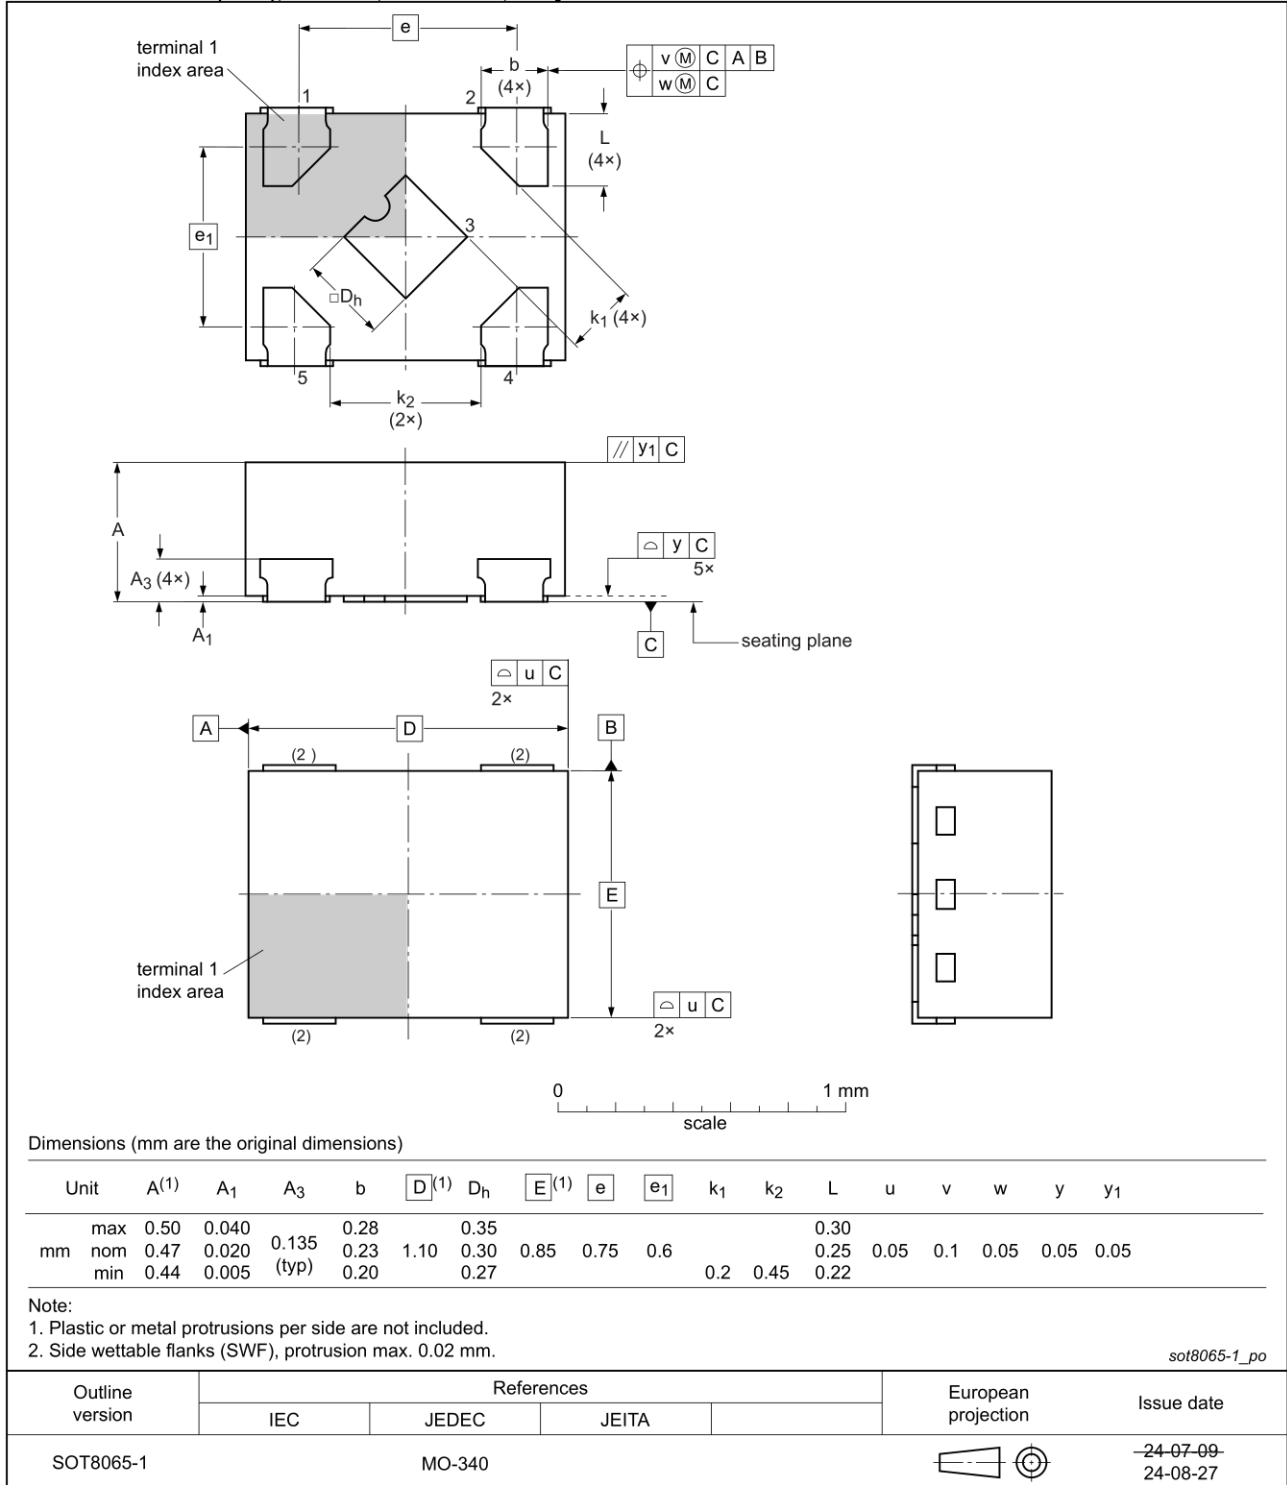 e
terminal 1
index area
b
(4×)
v Ⓜ C A B
w Ⓜ C
1
2
L
(4×)
e1
3
□Dh
k1 (4×)
5
4
k2
(2×)
// y1 C
A
A3 (4×)
A1
⌓ y C
5×
C
seating plane
⌓ u C
2×
A
D
B
(2 )
(2)
E
terminal 1
index area
⌓ u C
2×
(2)
(2)
0 1 mm
scale
Dimensions (mm are the original dimensions)
Unit A(1) A1 A3 b D(1) Dh E(1) e e1 k1 k2 L u v w y y1
max 0.50 0.040 0.28 0.35 0.30
mm nom 0.47 0.020 0.135 (typ) 0.23 1.10 0.30 0.85 0.75 0.6 0.25 0.05 0.1 0.05 0.05 0.05
min 0.44 0.005 0.20 0.27 0.2 0.45 0.22
Note:
1. Plastic or metal protrusions per side are not included.
2. Side wettable flanks (SWF), protrusion max. 0.02 mm.
sot8065-1_po
Outline version
References
European projection
Issue date
IEC JEDEC JEITA
SOT8065-1 MO-340
24-07-09
24-08-27